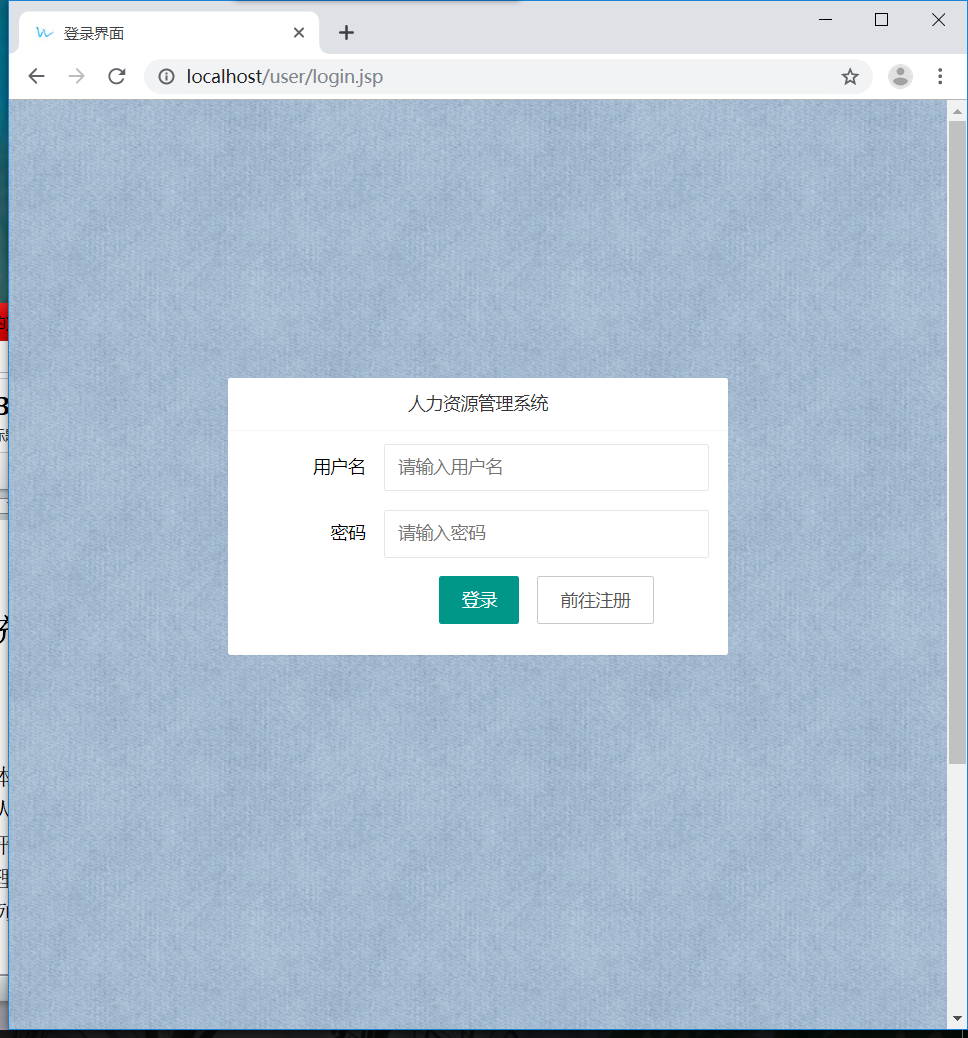 登录界面
localhost/user/login.jsp
人力资源管理系统
用户名 请输入用户名
密码 请输入密码
登录 前往注册